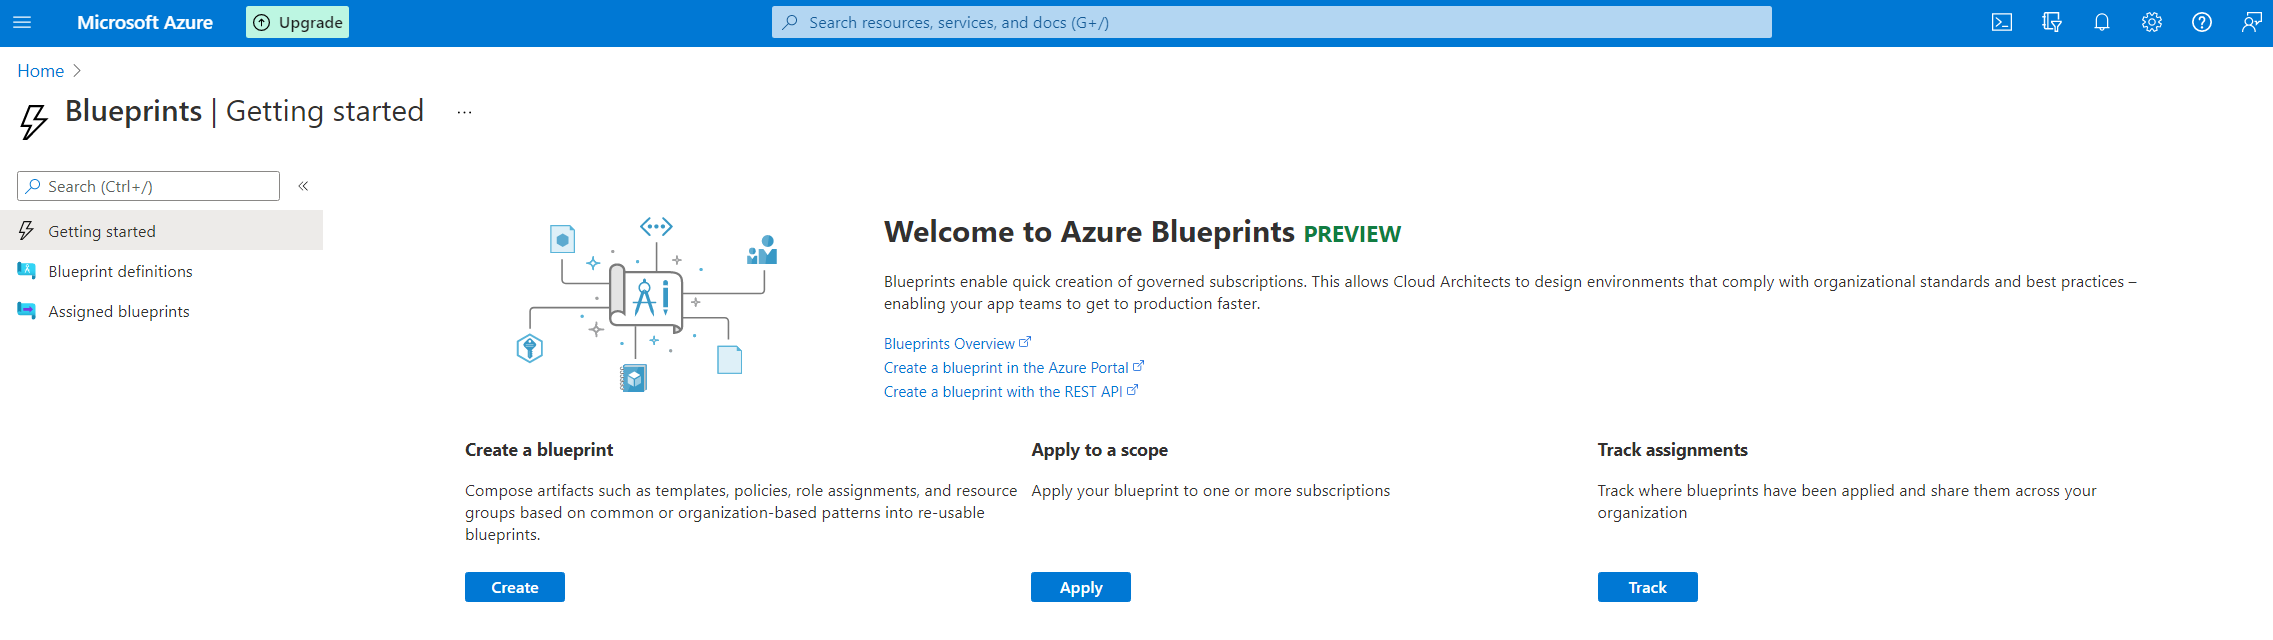 Microsoft Azure
Upgrade
Search resources, services, and docs (G+/)
Home
Blueprints | Getting started
...
Search (Ctrl+/)
Getting started
Blueprint definitions
Assigned blueprints
Welcome to Azure Blueprints PREVIEW
Blueprints enable quick creation of governed subscriptions. This allows Cloud Architects to design environments that comply with organizational standards and best practices –
enabling your app teams to get to production faster.
Blueprints Overview
Create a blueprint in the Azure Portal
Create a blueprint with the REST API
Create a blueprint
Compose artifacts such as templates, policies, role assignments, and resource
groups based on common or organization-based patterns into re-usable
blueprints.
Create
Apply to a scope
Apply your blueprint to one or more subscriptions
Apply
Track assignments
Track where blueprints have been applied and share them across your
organization
Track